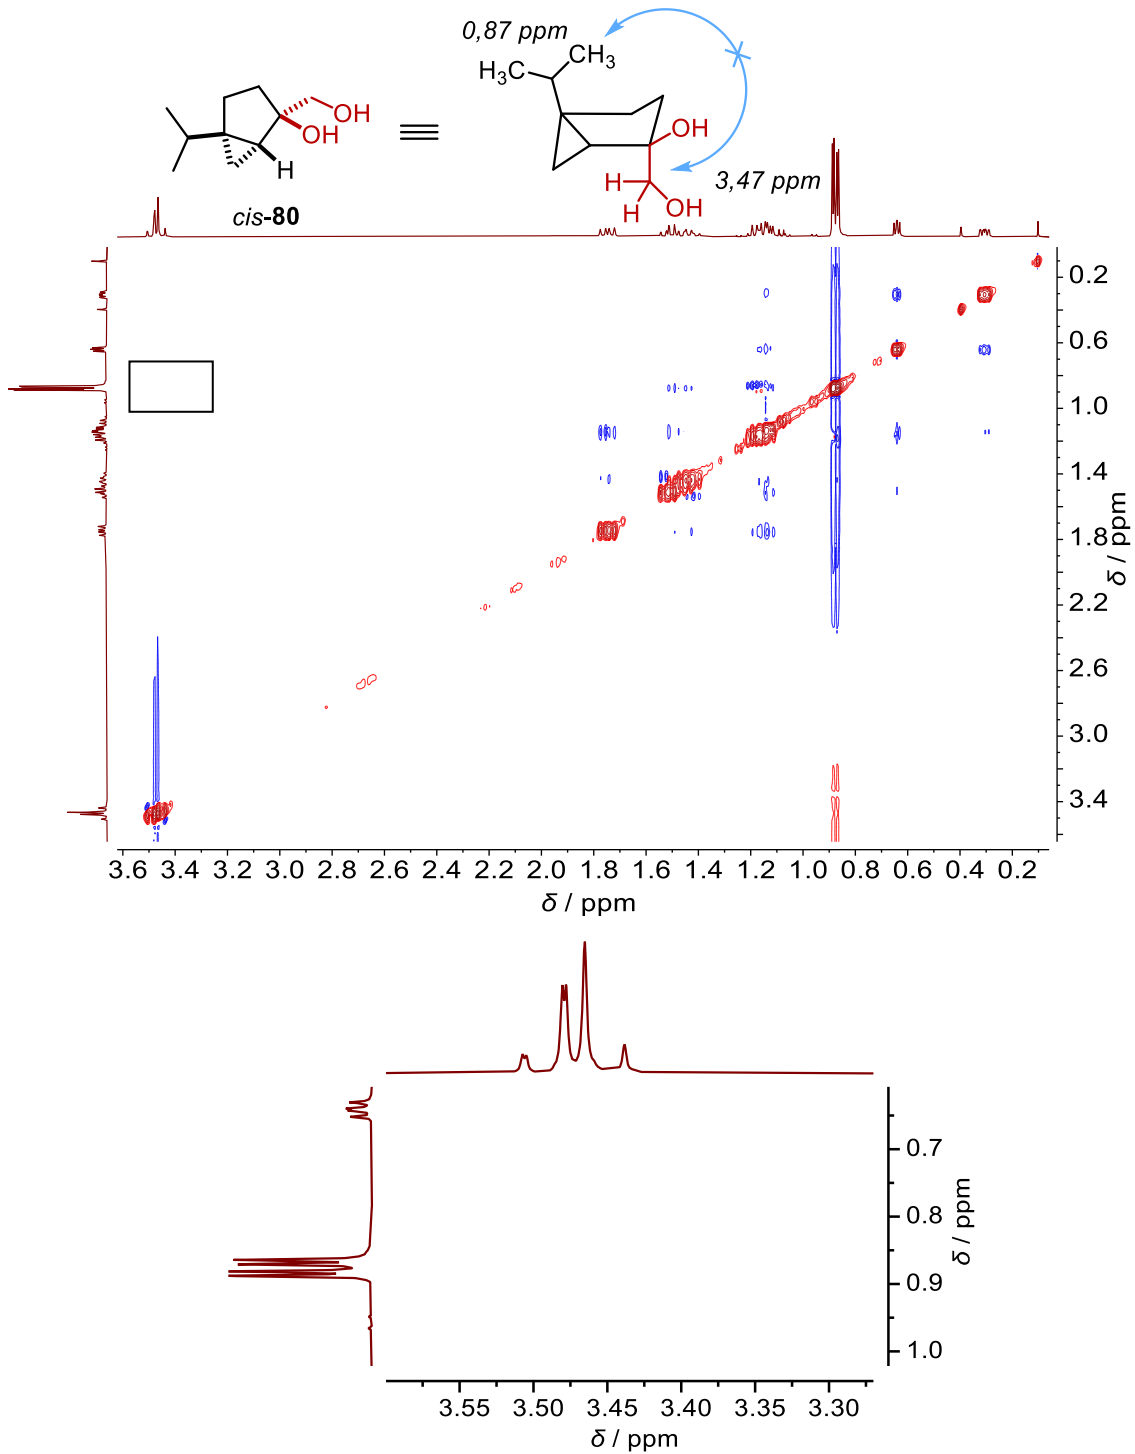 0,87 ppm
CH3
H3C
OH
OH
H
OH
H
H
OH
3,47 ppm
cis-80
0.2
0.6
1.0
1.4
1.8
2.2
2.6
3.0
3.4
δ / ppm
3.6 3.4 3.2 3.0 2.8 2.6 2.4 2.2 2.0 1.8 1.6 1.4 1.2 1.0 0.8 0.6 0.4 0.2
δ / ppm
0.7
0.8
0.9
1.0
δ / ppm
3.55 3.50 3.45 3.40 3.35 3.30
δ / ppm